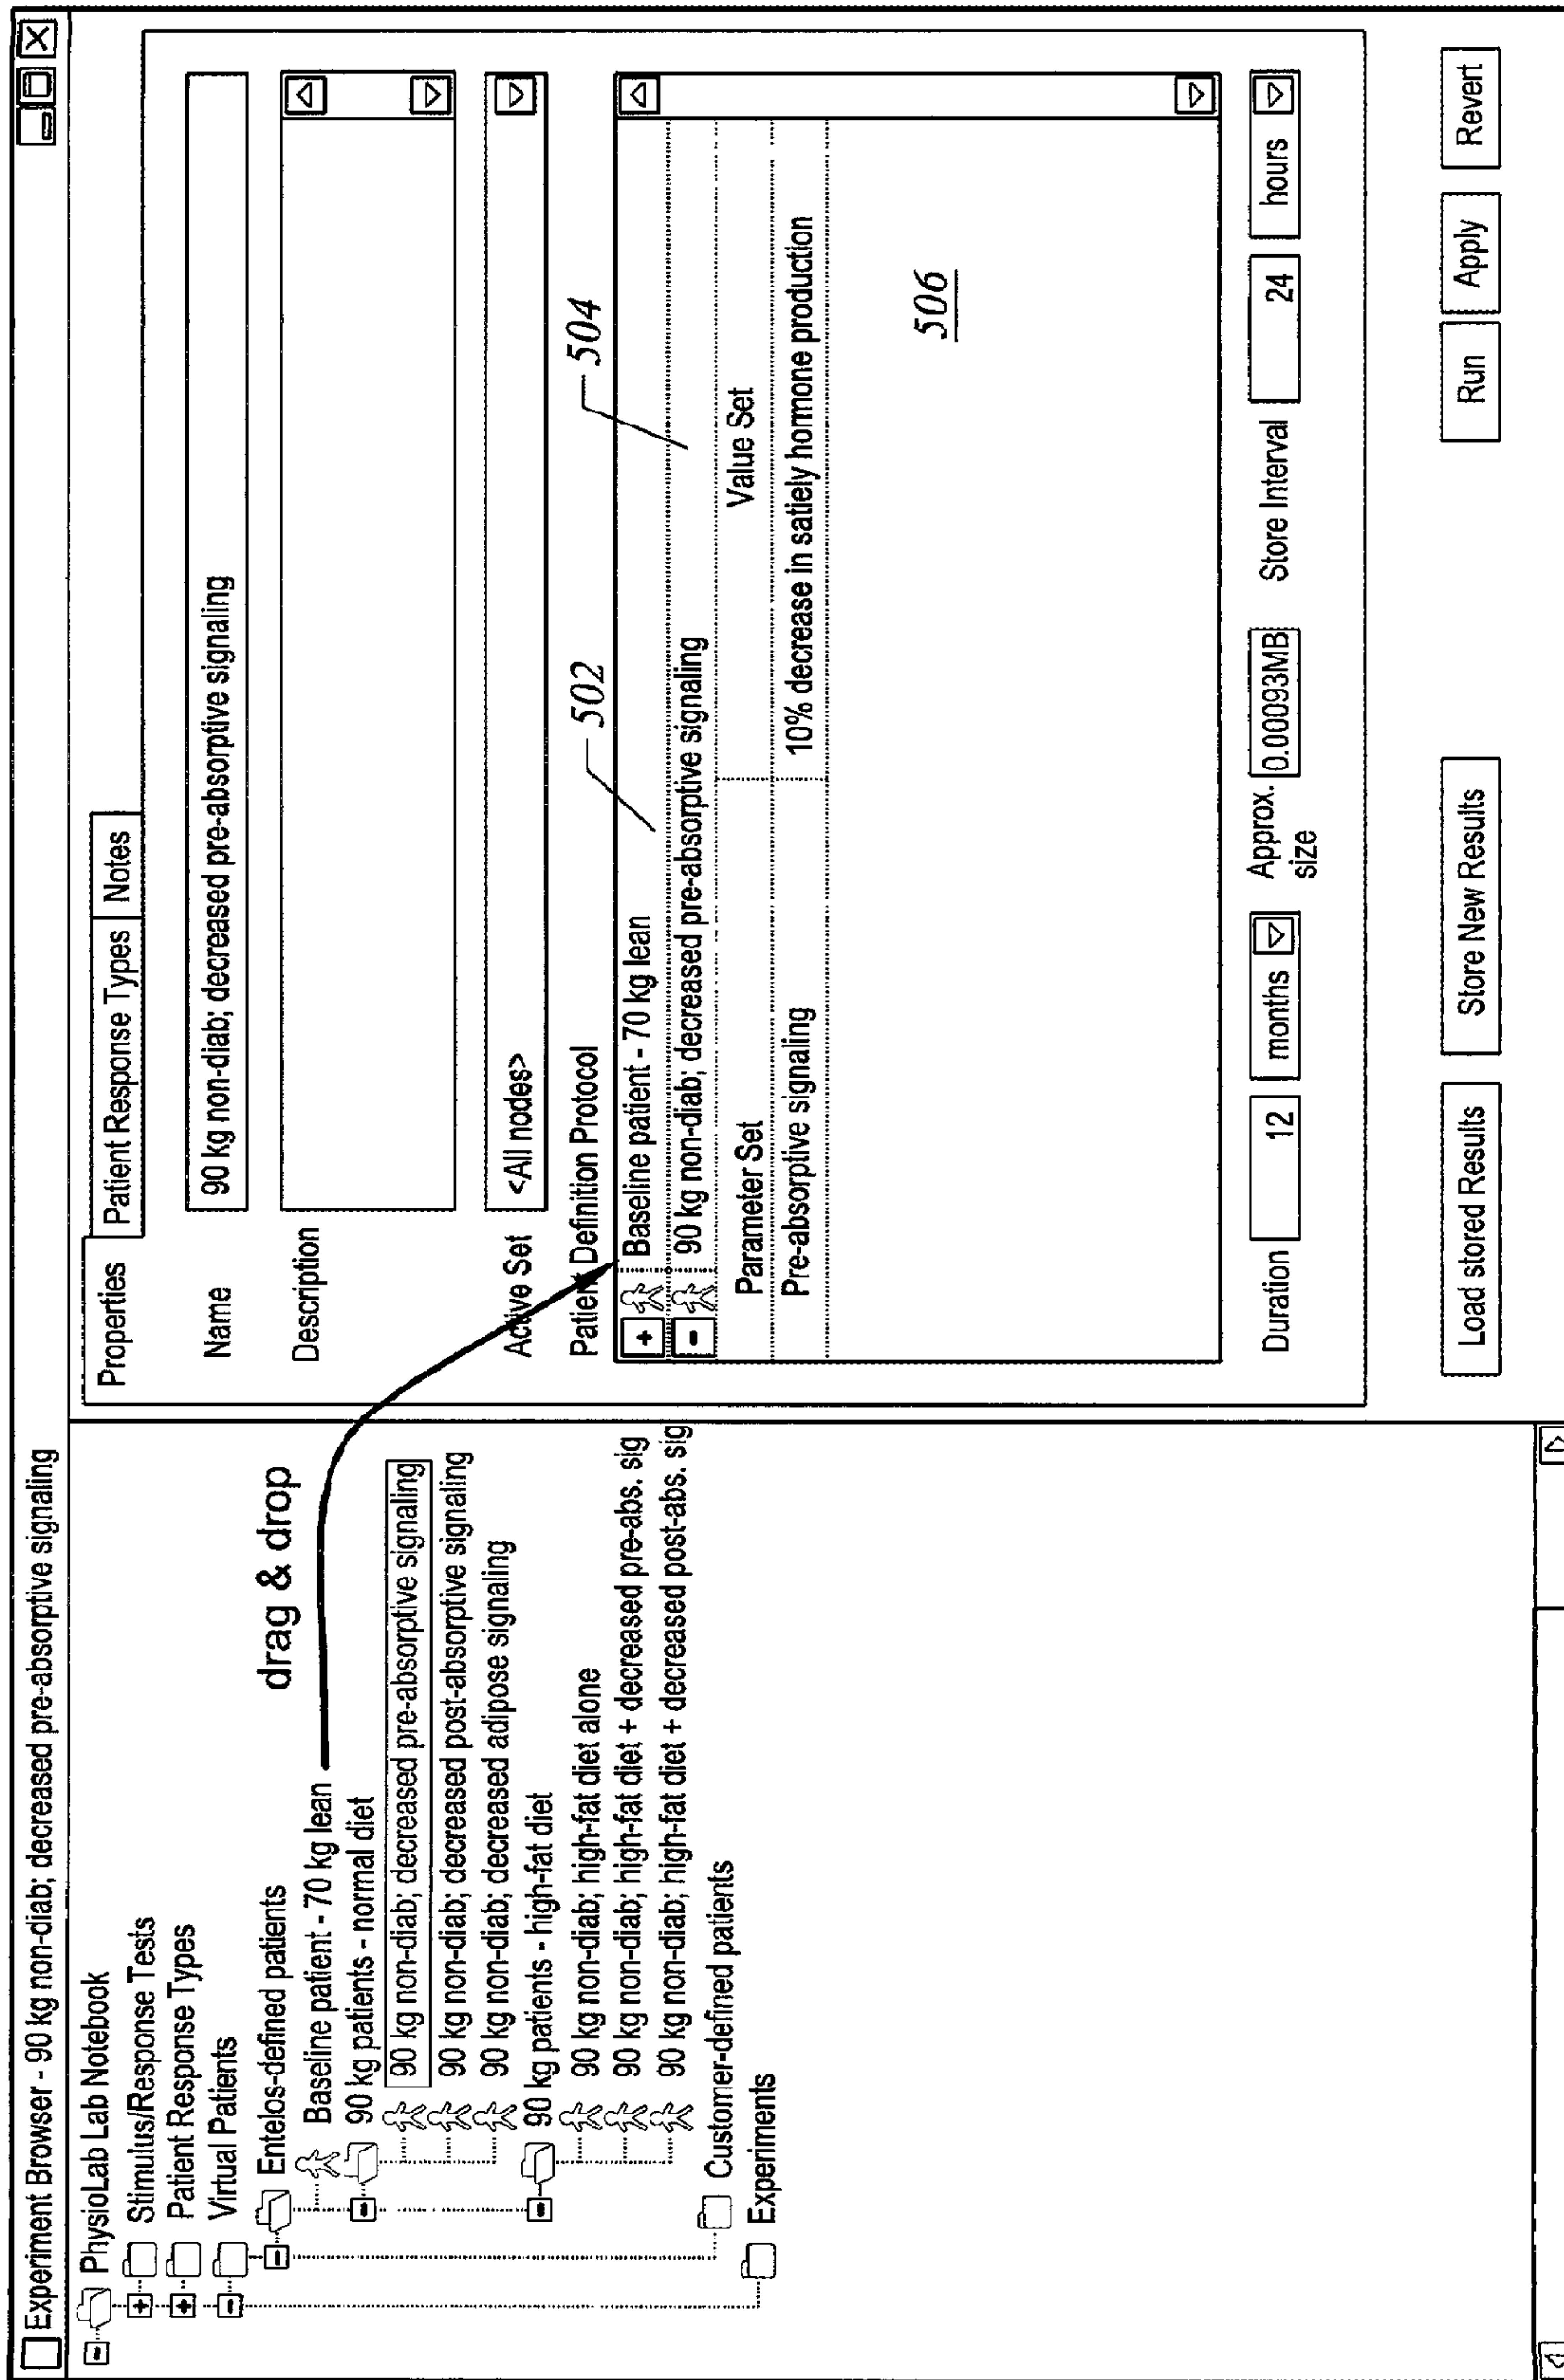 Experiment Browser - 90 kg non-diab; decreased pre-absorptive signaling
PhysioLab Lab Notebook
Stimulus/Response Tests
Patient Response Types
Virtual Patients
Entelos-defined patients
Baseline patient - 70 kg lean
90 kg patients - normal diet
90 kg non-diab; decreased pre-absorptive signaling
90 kg non-diab; decreased post-absorptive signaling
90 kg non-diab; decreased adipose signaling
90 kg patients - high-fat diet
90 kg non-diab; high-fat diet alone
90 kg non-diab; high-fat diet + decreased pre-abs. sig
90 kg non-diab; high-fat diet + decreased post-abs. sig
Customer-defined patients
Experiments
drag & drop
Properties Patient Response Types Notes
Name 90 kg non-diab; decreased pre-absorptive signaling
Description
Active Set <All nodes>
Patient Definition Protocol
502
504
Baseline patient - 70 kg lean
90 kg non-diab; decreased pre-absorptive signaling
Parameter Set Value Set
Pre-absorptive signaling 10% decrease in satiely hormone production
506
Duration 12 months Approx. size 0.00093MB Store Interval 24 hours
Load stored Results Store New Results Run Apply Revert